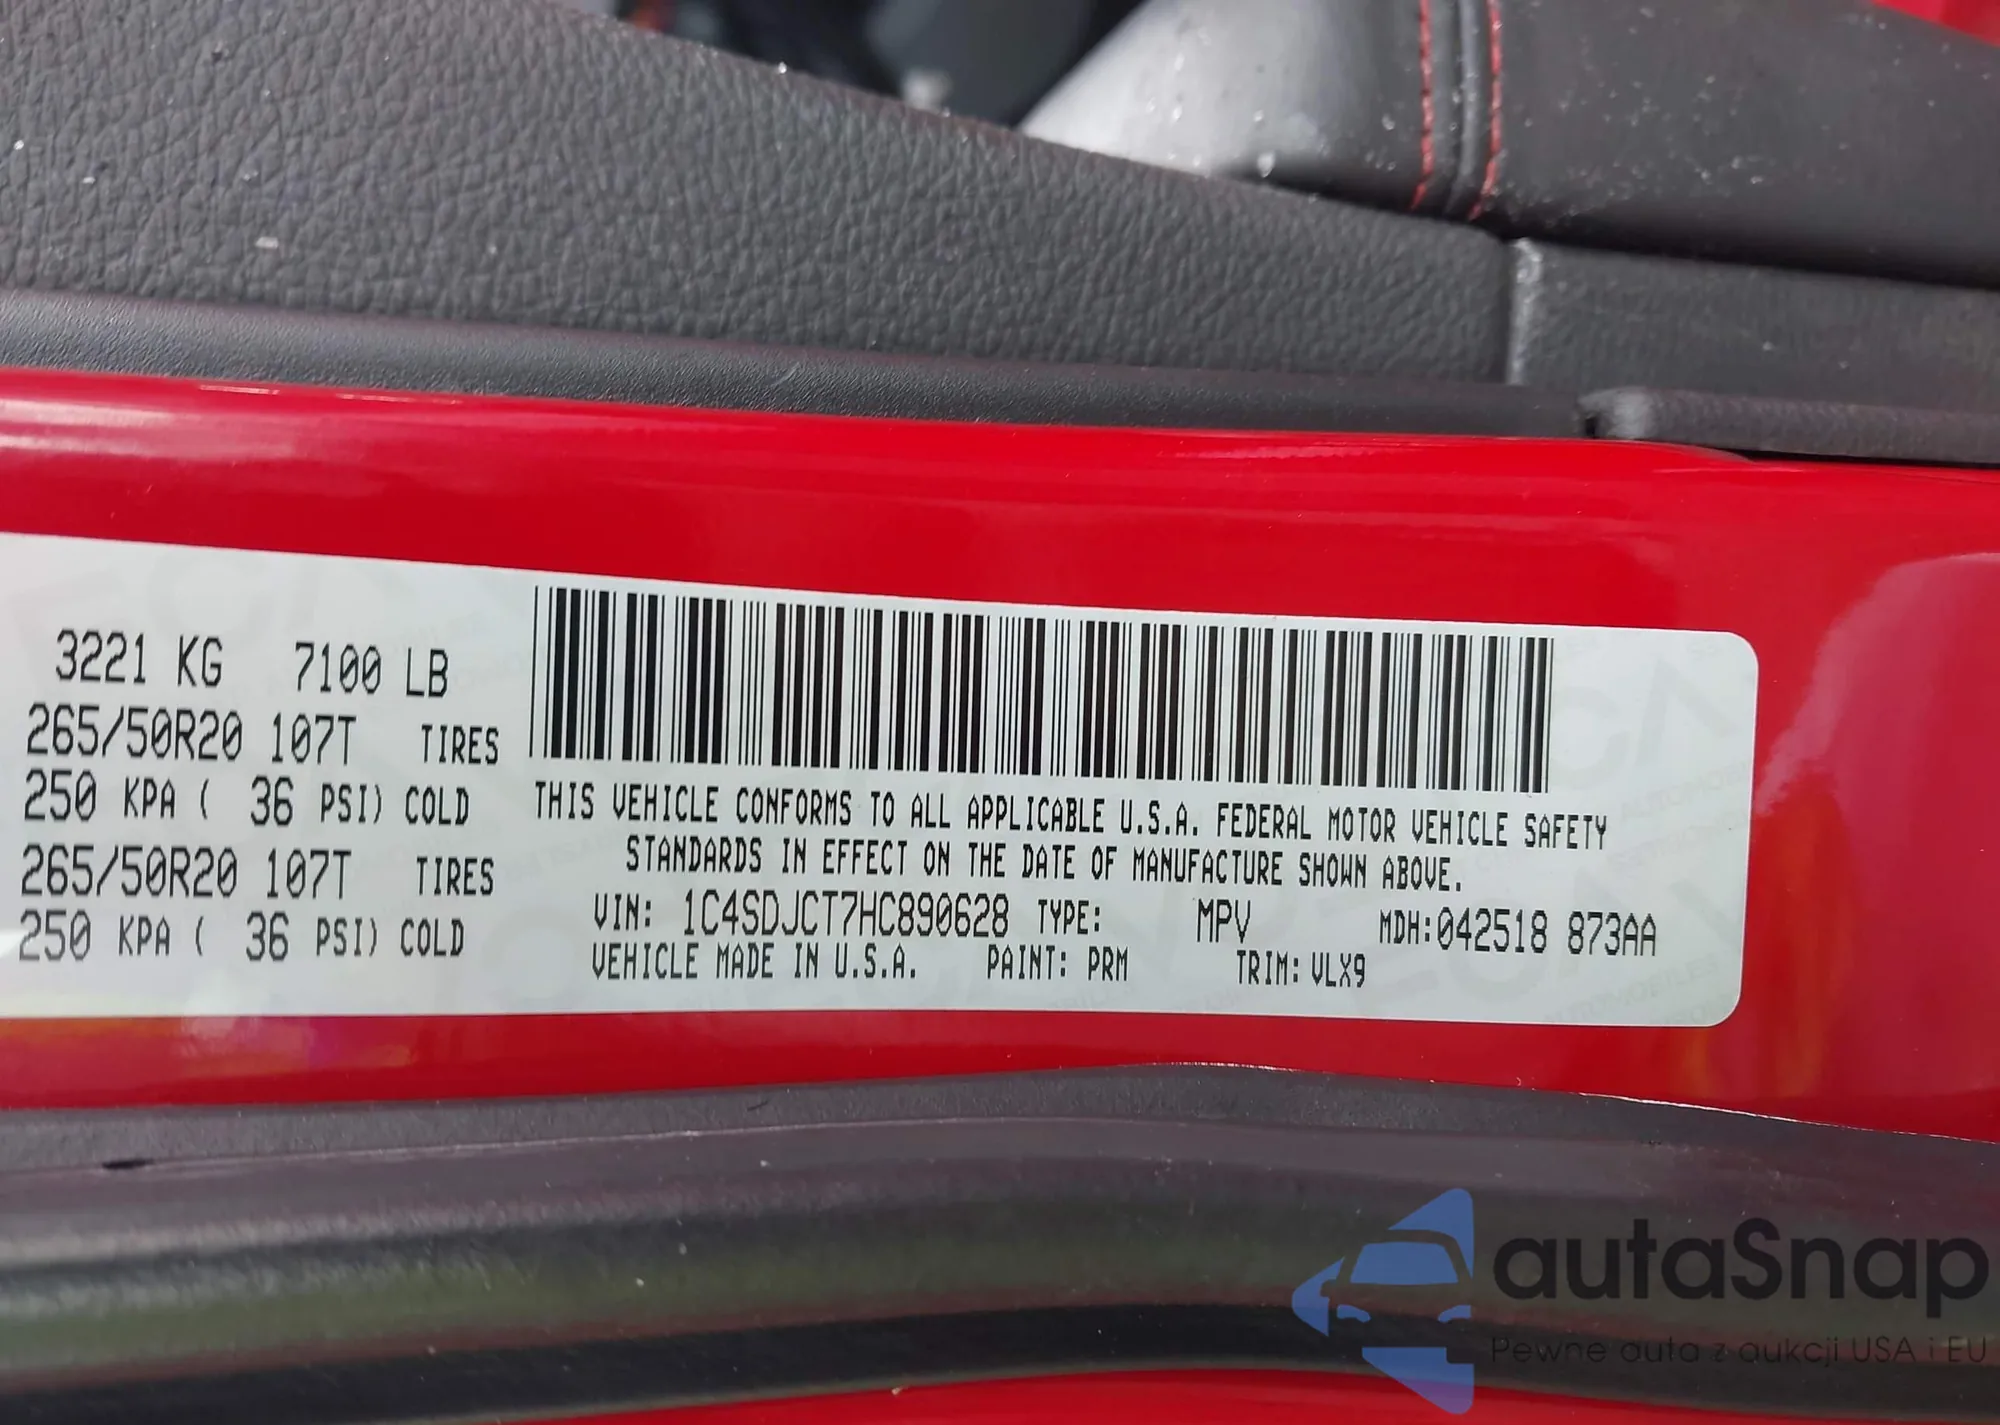 3221 KG 7100 LB
265/50R20 107T TIRES
250 KPA ( 36 PSI) COLD
265/50R20 107T TIRES
250 KPA ( 36 PSI) COLD
THIS VEHICLE CONFORMS TO ALL APPLICABLE U.S.A. FEDERAL MOTOR VEHICLE SAFETY
STANDARDS IN EFFECT ON THE DATE OF MANUFACTURE SHOWN ABOVE.
VIN: 1C4SDJCT7HC890628 TYPE: MPV MDH:042518 873AA
VEHICLE MADE IN U.S.A. PAINT: PRM TRIM: VLX9
autaSnap
Pewne auta z aukcji USA i EU